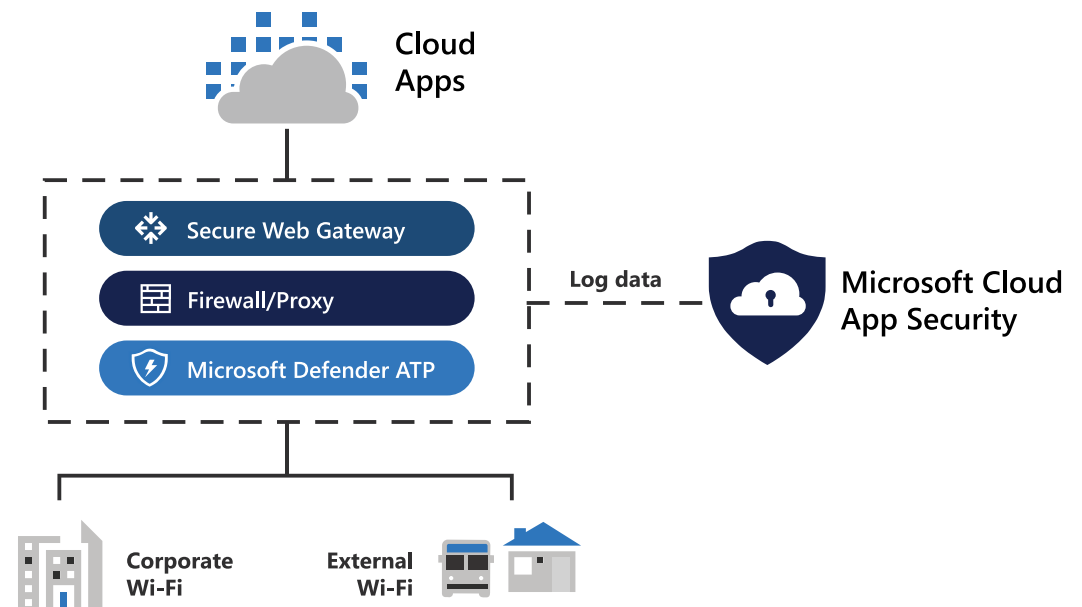 Cloud
Apps
Secure Web Gateway
Firewall/Proxy
Microsoft Defender ATP
Log data
Microsoft Cloud
App Security
Corporate
Wi-Fi
External
Wi-Fi